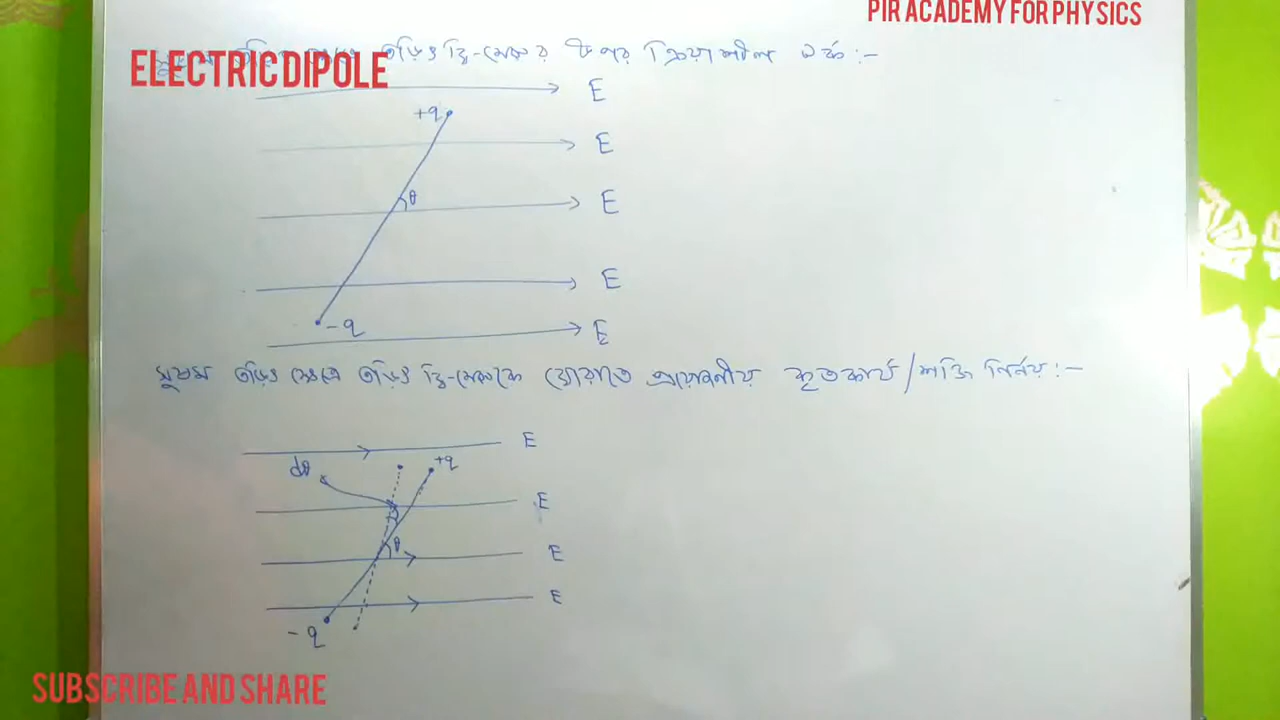 PIR ACADEMY FOR PHYSICS
তড়িৎ দ্বি-মেরুর উপর ক্রিয়াশীল টর্ক :-
ELECTRIC DIPOLE
E
+q
E
θ
E
E
-q
E
সুষম তড়িৎ ক্ষেত্রে তড়িৎ দ্বি-মেরুকে ঘোরাতে প্রয়োজনীয় কৃতকার্য/শক্তি নির্ণয় :-
E
dθ
+q
E
θ
E
E
-q
SUBSCRIBE AND SHARE